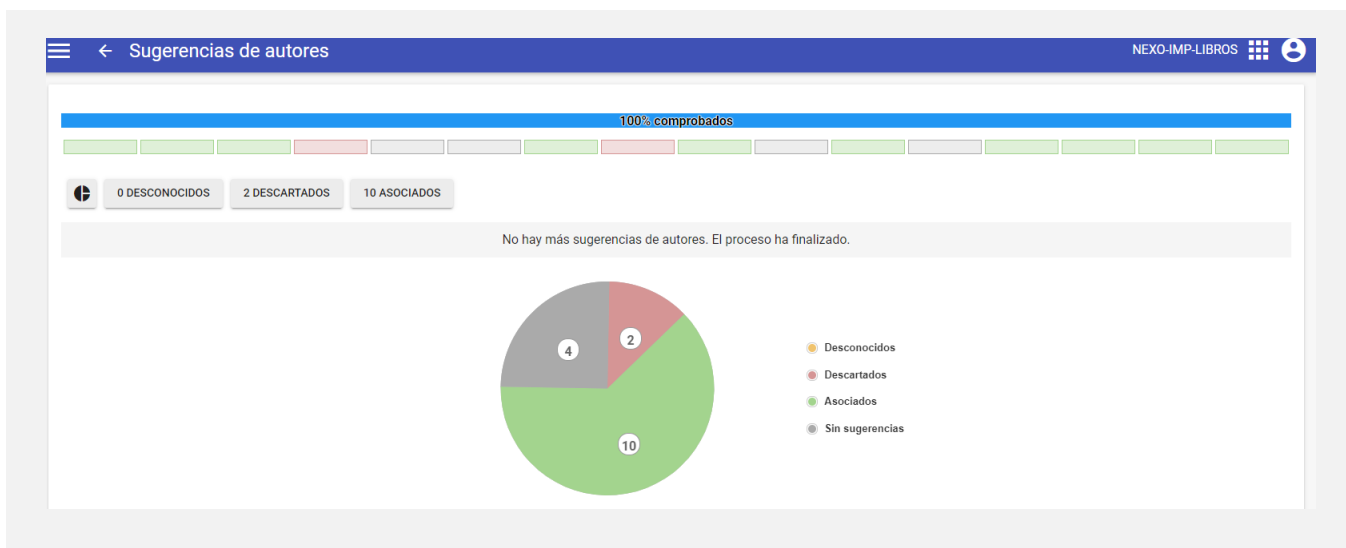 Sugerencias de autores
NEXO-IMP-LIBROS
100% comprobados
0 DESCONOCIDOS
2 DESCARTADOS
10 ASOCIADOS
No hay más sugerencias de autores. El proceso ha finalizado.
4
2
10
Desconocidos
Descartados
Asociados
Sin sugerencias